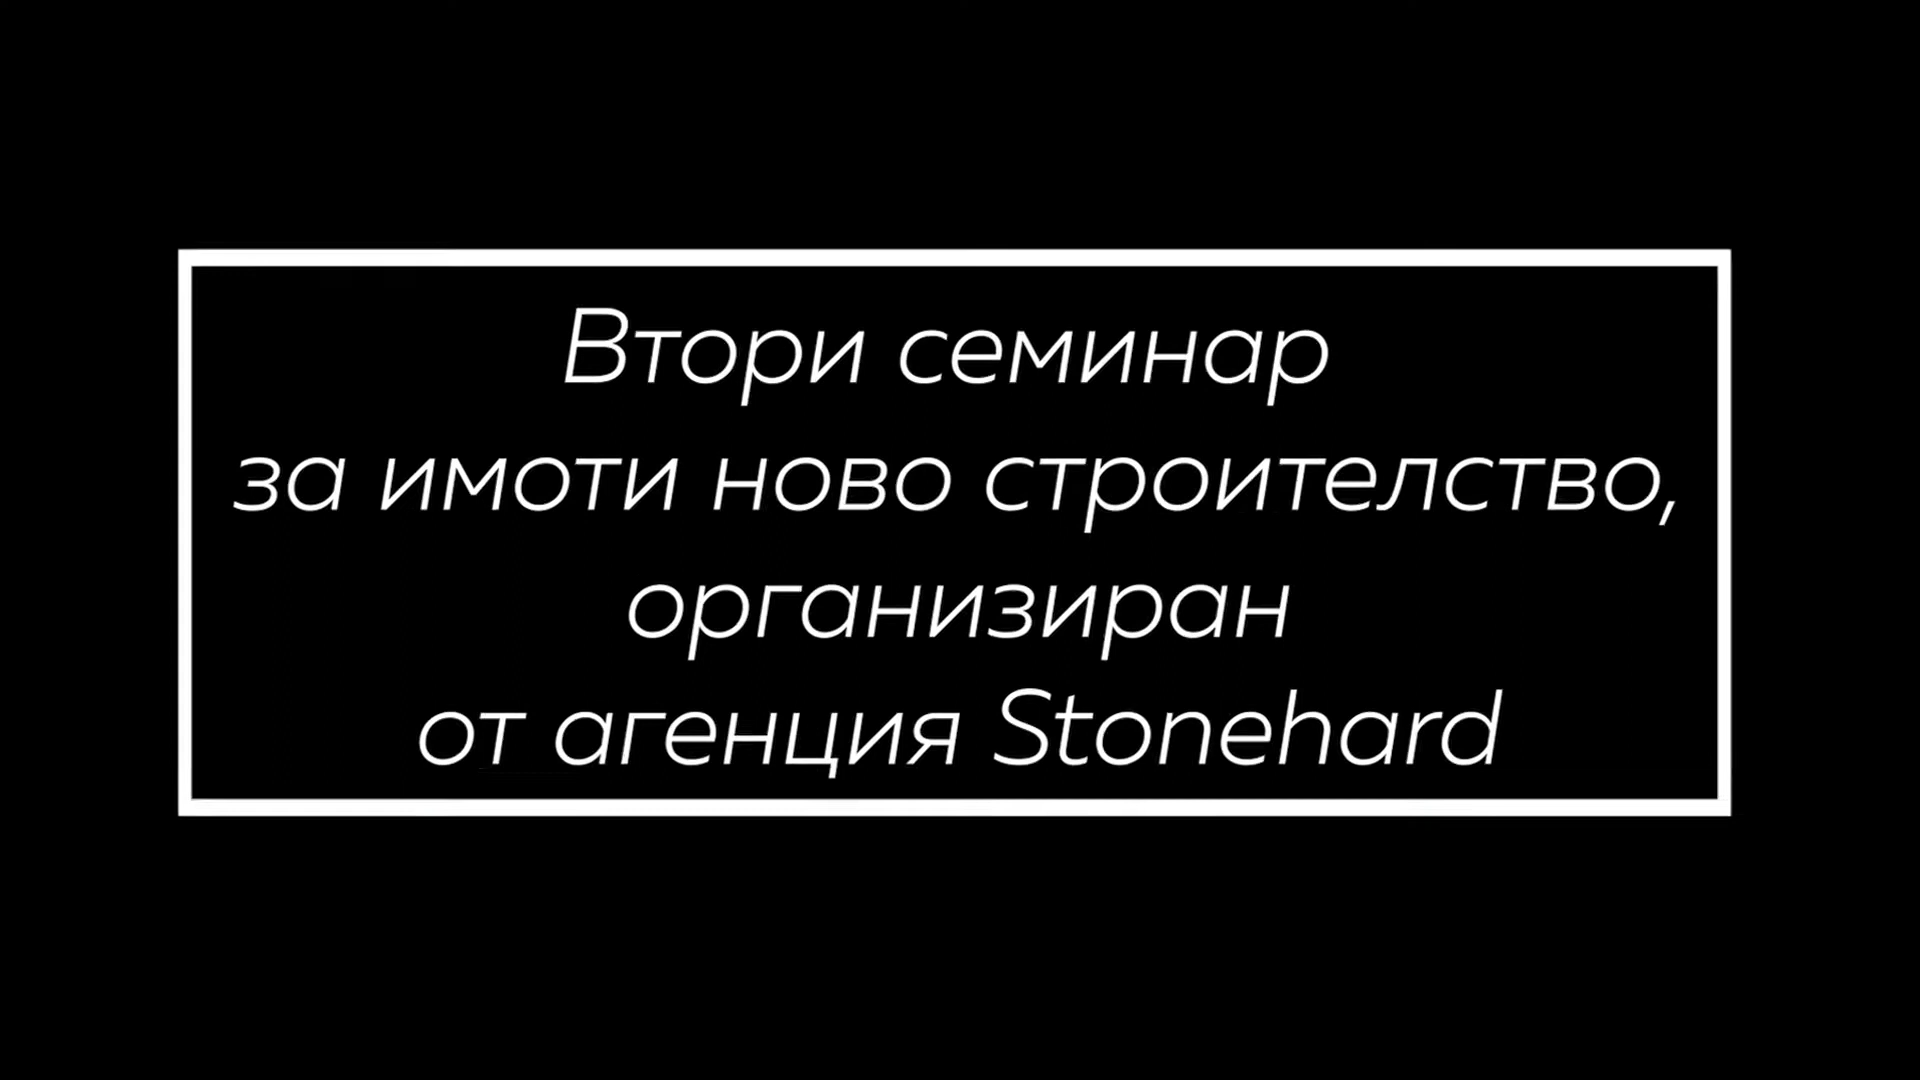 Втори семинар
за имоти ново строителство,
организиран
от агенция Stonehard